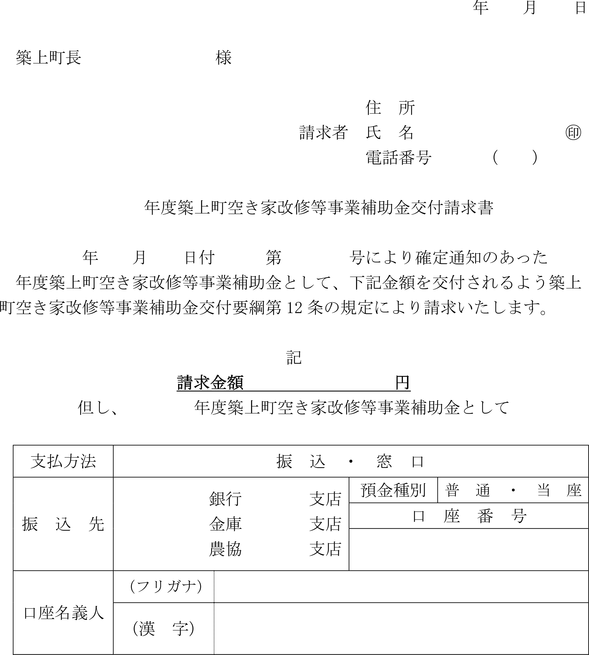 年　　月　　日
築上町長　　　　　　　　様
住　所
請求者　氏　名　　　　　　　　　㊞
電話番号　　　（　　）
年度築上町空き家改修等事業補助金交付請求書
年　　月　　日付　　　第　　　　号により確定通知のあった
年度築上町空き家改修等事業補助金として、下記金額を交付されるよう築上
町空き家改修等事業補助金交付要綱第 12 条の規定により請求いたします。
記
請求金額　　　　　　　　　円
但し、　　　　年度築上町空き家改修等事業補助金として
支払方法　振　込　・　窓　口
振　込　先
銀行　　　　支店
金庫　　　　支店
農協　　　　支店
預金種別　普　通　・　当　座
口　座　番　号
口座名義人
（フリガナ）
（漢　字）